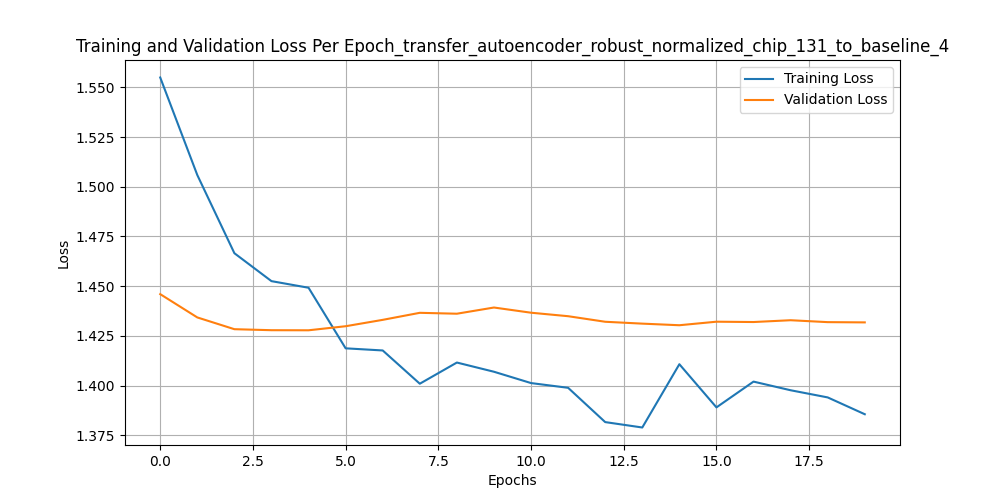 Training and Validation Loss Per Epoch_transfer_autoencoder_robust_normalized_chip_131_to_baseline_4
Training Loss
Validation Loss
1.550
1.525
1.500
1.475
1.450
1.425
1.400
1.375
Loss
0.0 2.5 5.0 7.5 10.0 12.5 15.0 17.5
Epochs